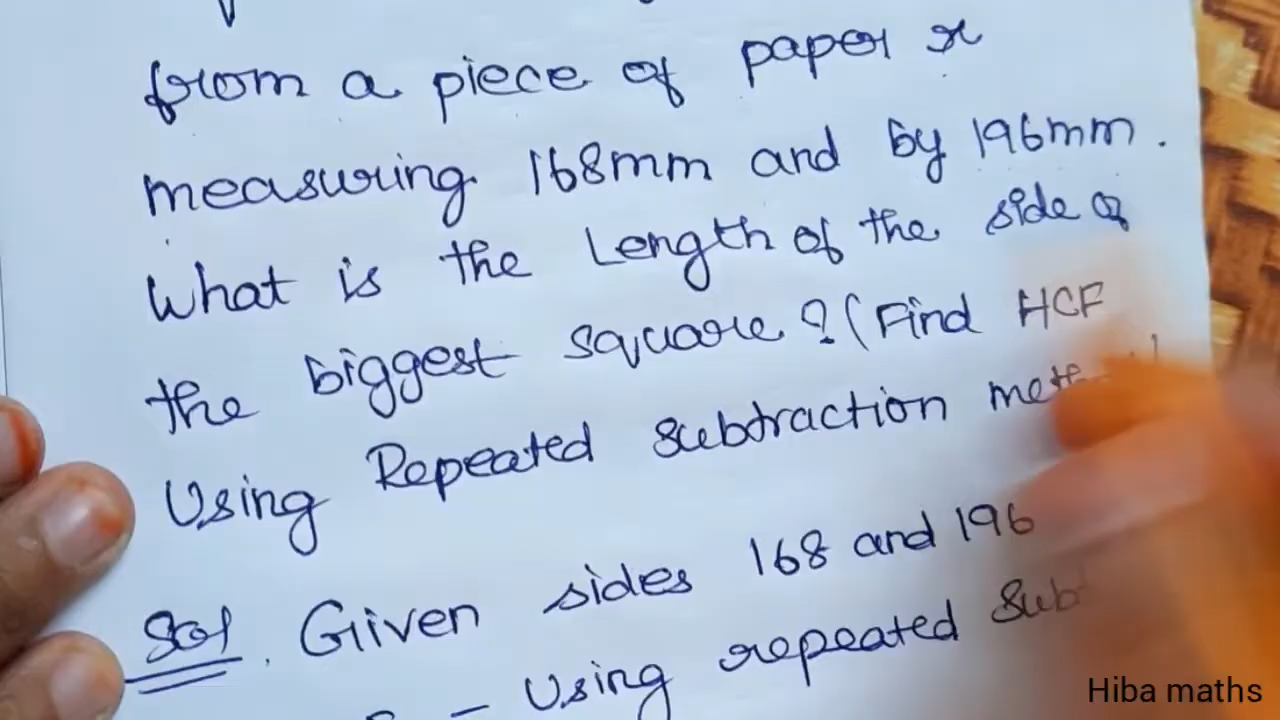 from a piece of paper
measuring 168mm and by 196mm.
What is the Length of the side of
the biggest square? (Find HCF
Using Repeated subtraction
Sol. Given sides 168 and 196
- Using repeated
Hiba maths